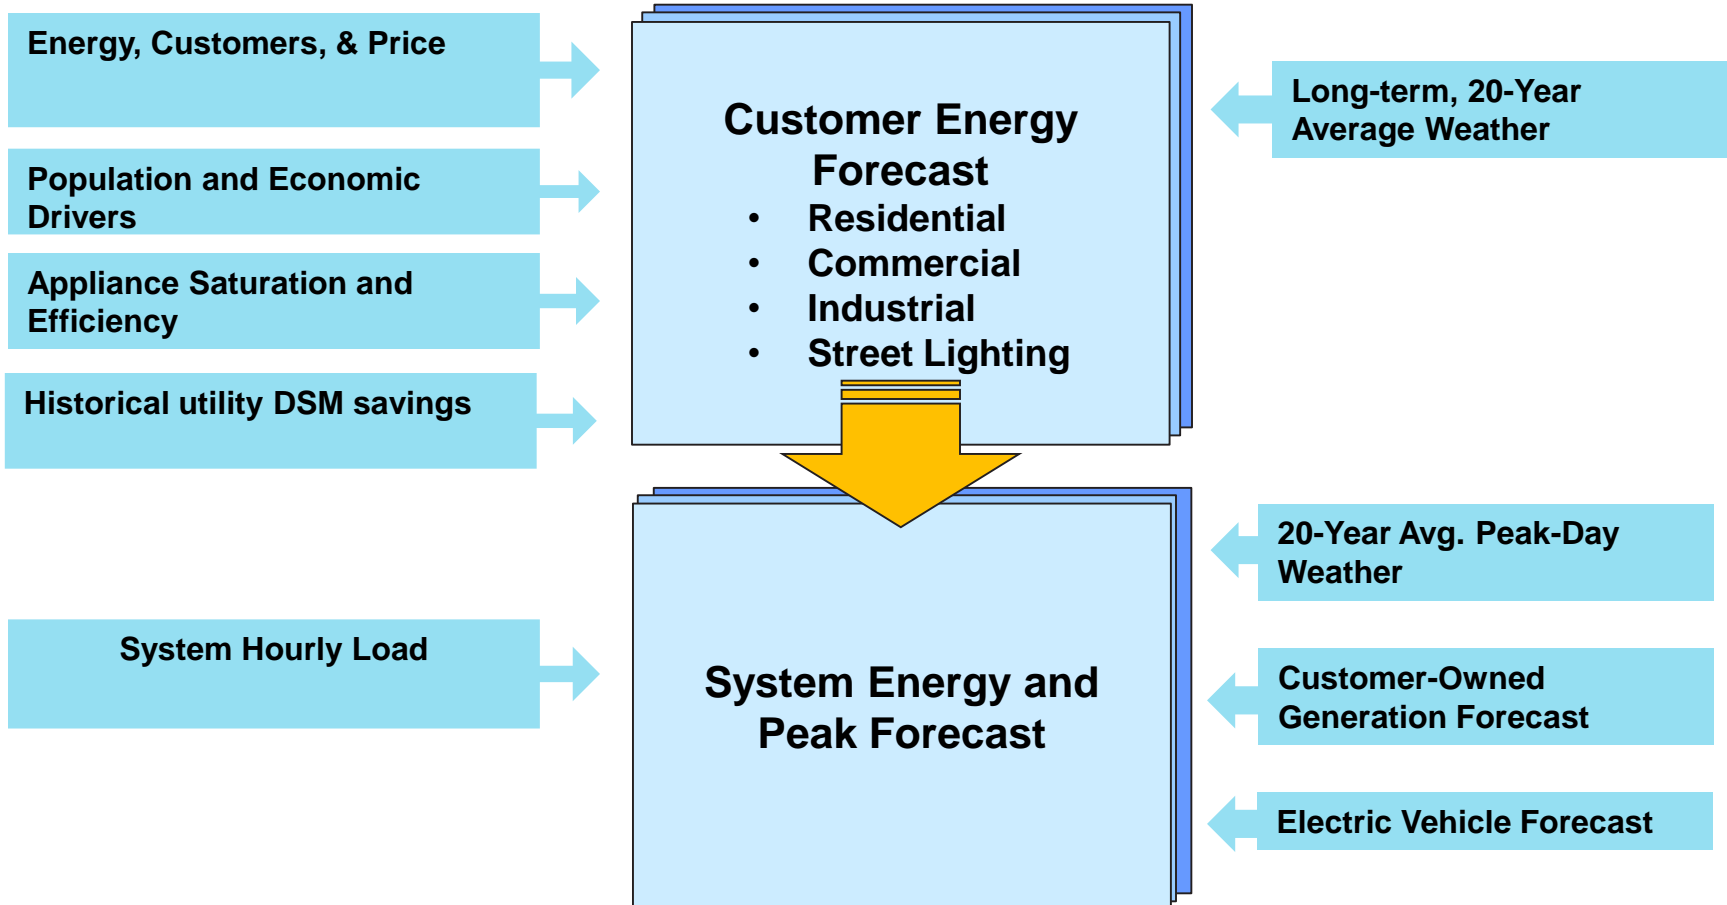 Energy, Customers, & Price
Population and Economic
Drivers
Appliance Saturation and
Efficiency
Historical utility DSM savings
Customer Energy
Forecast
• Residential
• Commercial
• Industrial
• Street Lighting
Long-term, 20-Year
Average Weather
System Hourly Load
System Energy and
Peak Forecast
20-Year Avg. Peak-Day
Weather
Customer-Owned
Generation Forecast
Electric Vehicle Forecast